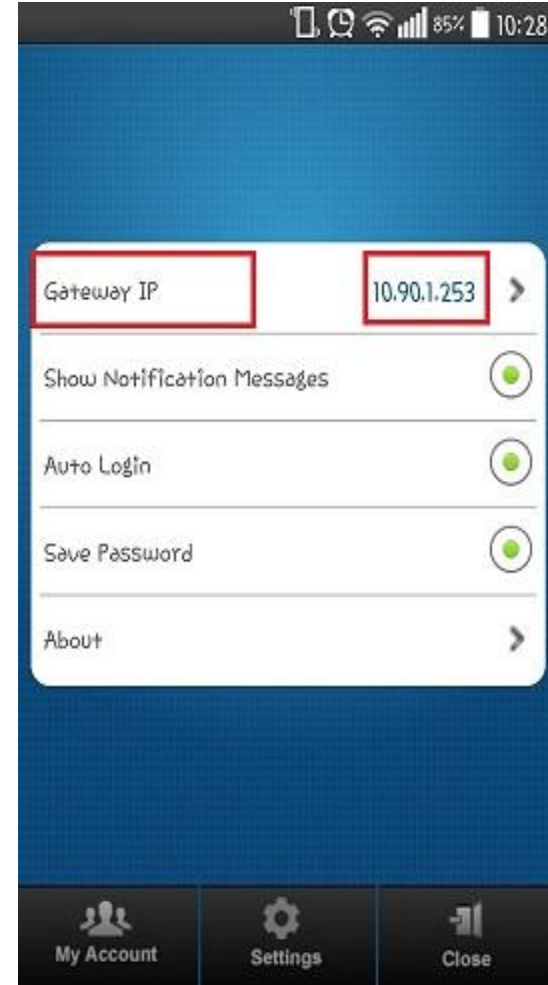 85% 10:28
Gateway IP 10.90.1.253
Show Notification Messages
Auto Login
Save Password
About
My Account Settings Close